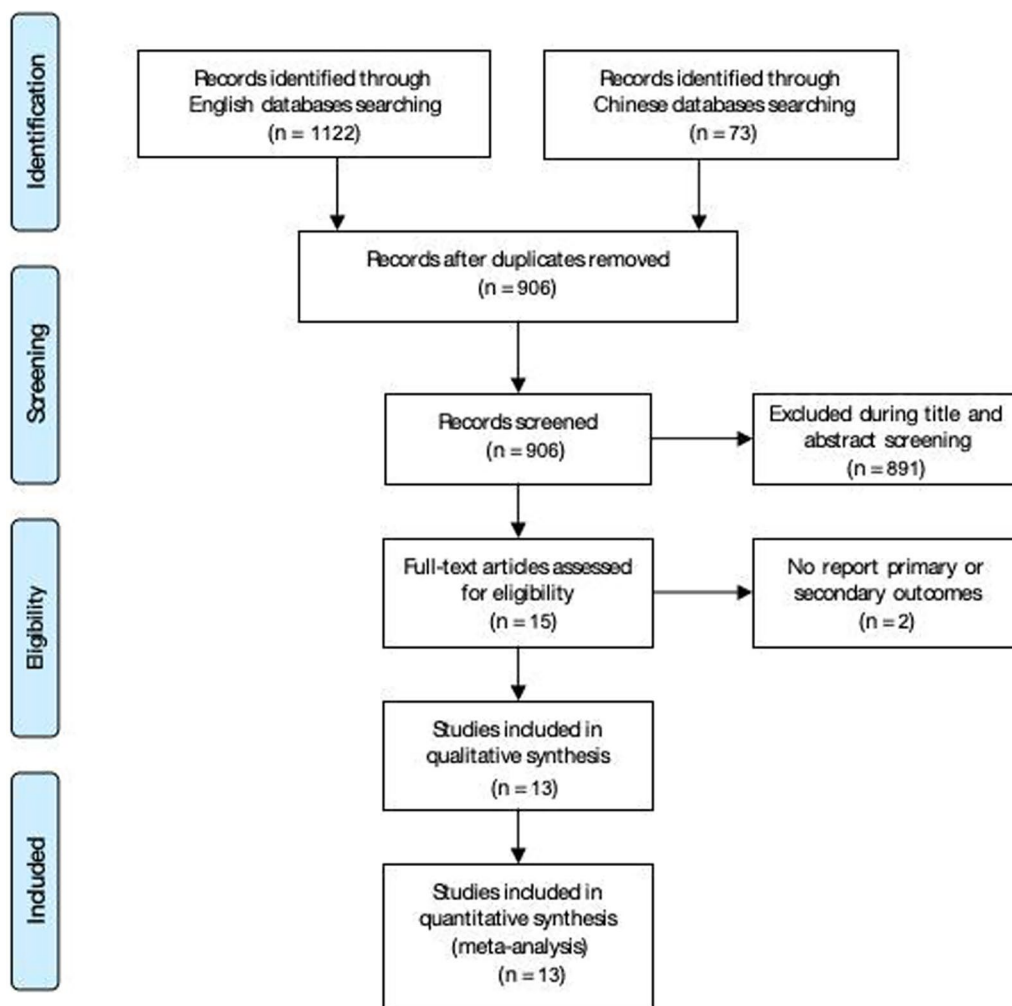 Identification
Records identified through
English databases searching
(n = 1122)
Records identified through
Chinese databases searching
(n = 73)
Records after duplicates removed
(n = 906)
Screening
Records screened
(n = 906)
Excluded during title and
abstract screening
(n = 891)
Eligibility
Full-text articles assessed
for eligibility
(n = 15)
No report primary or
secondary outcomes
(n = 2)
Studies included in
qualitative synthesis
(n = 13)
Included
Studies included in
quantitative synthesis
(meta-analysis)
(n = 13)